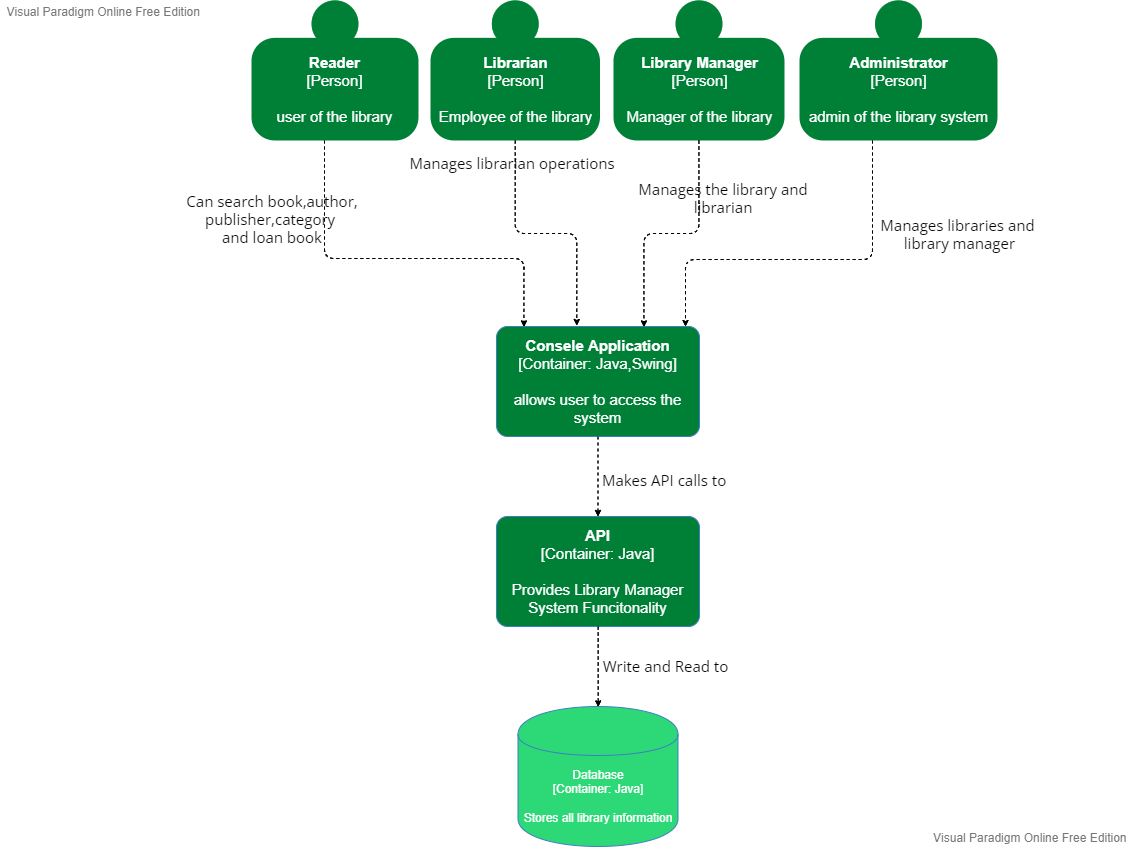 Visual Paradigm Online Free Edition
Reader
[Person]
user of the library
Librarian
[Person]
Employee of the library
Library Manager
[Person]
Manager of the library
Administrator
[Person]
admin of the library system
Can search book,author,
publisher,category
and loan book
Manages librarian operations
Manages the library and
librarian
Manages libraries and
library manager
Consele Application
[Container: Java,Swing]
allows user to access the
system
Makes API calls to
API
[Container: Java]
Provides Library Manager
System Funcitonality
Write and Read to
Database
[Container: Java]
Stores all library information
Visual Paradigm Online Free Edition